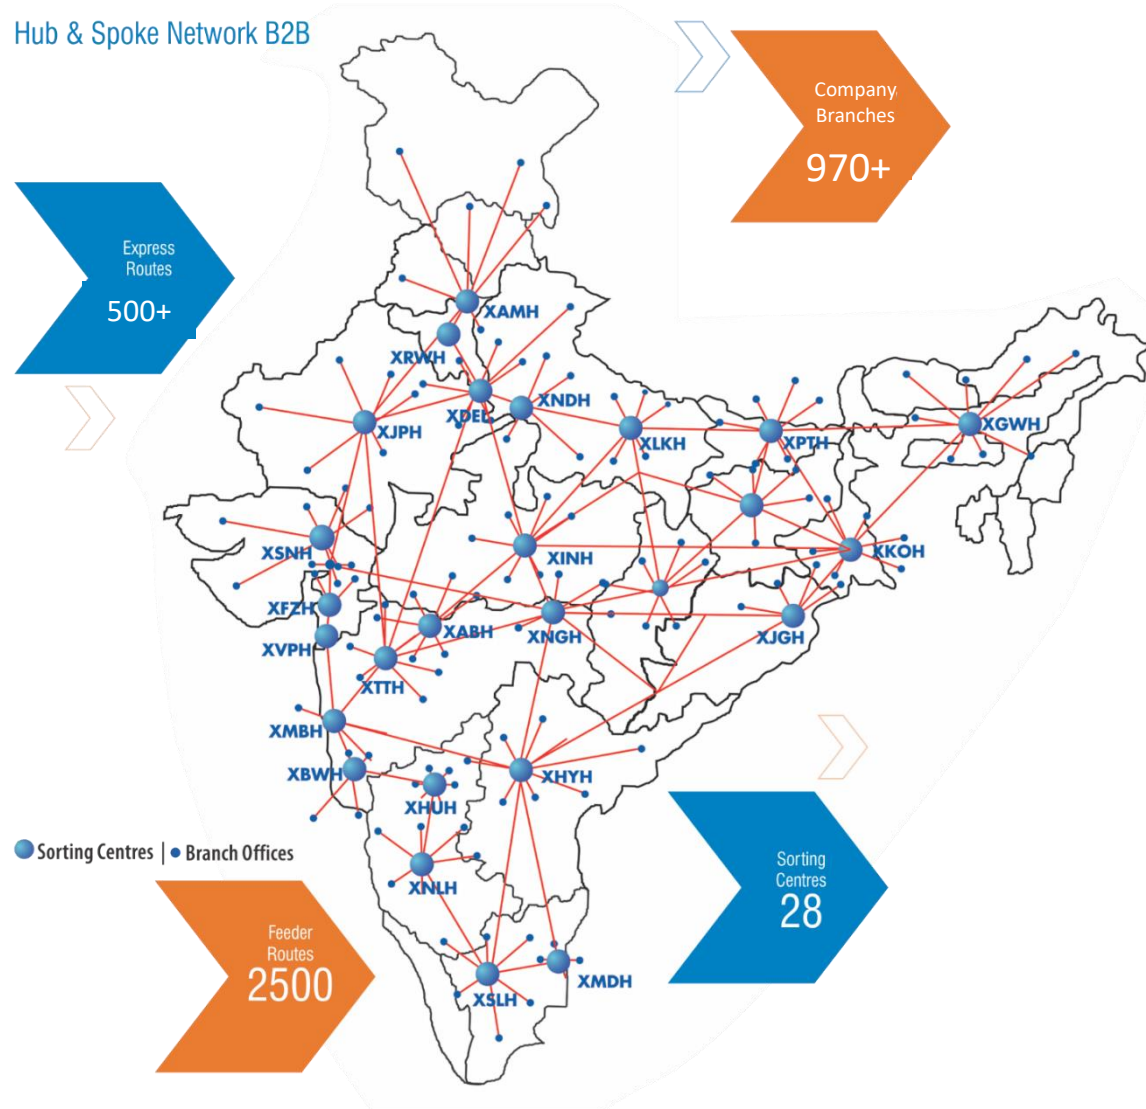 Hub & Spoke Network B2B
Company
Branches
970+
Express
Routes
500+
XAMH
XRWH
XDEL
XNDH
XJPH
XLKH
XPTH
XGWH
XSNH
XINH
XKOH
XFZH
XABH
XNGH
XJGH
XVPH
XTTH
XMBH
XBWH
XHYH
XHUH
Sorting Centres | Branch Offices
XNLH
Sorting
Centres
28
Feeder
Routes
2500
XSLH
XMDH